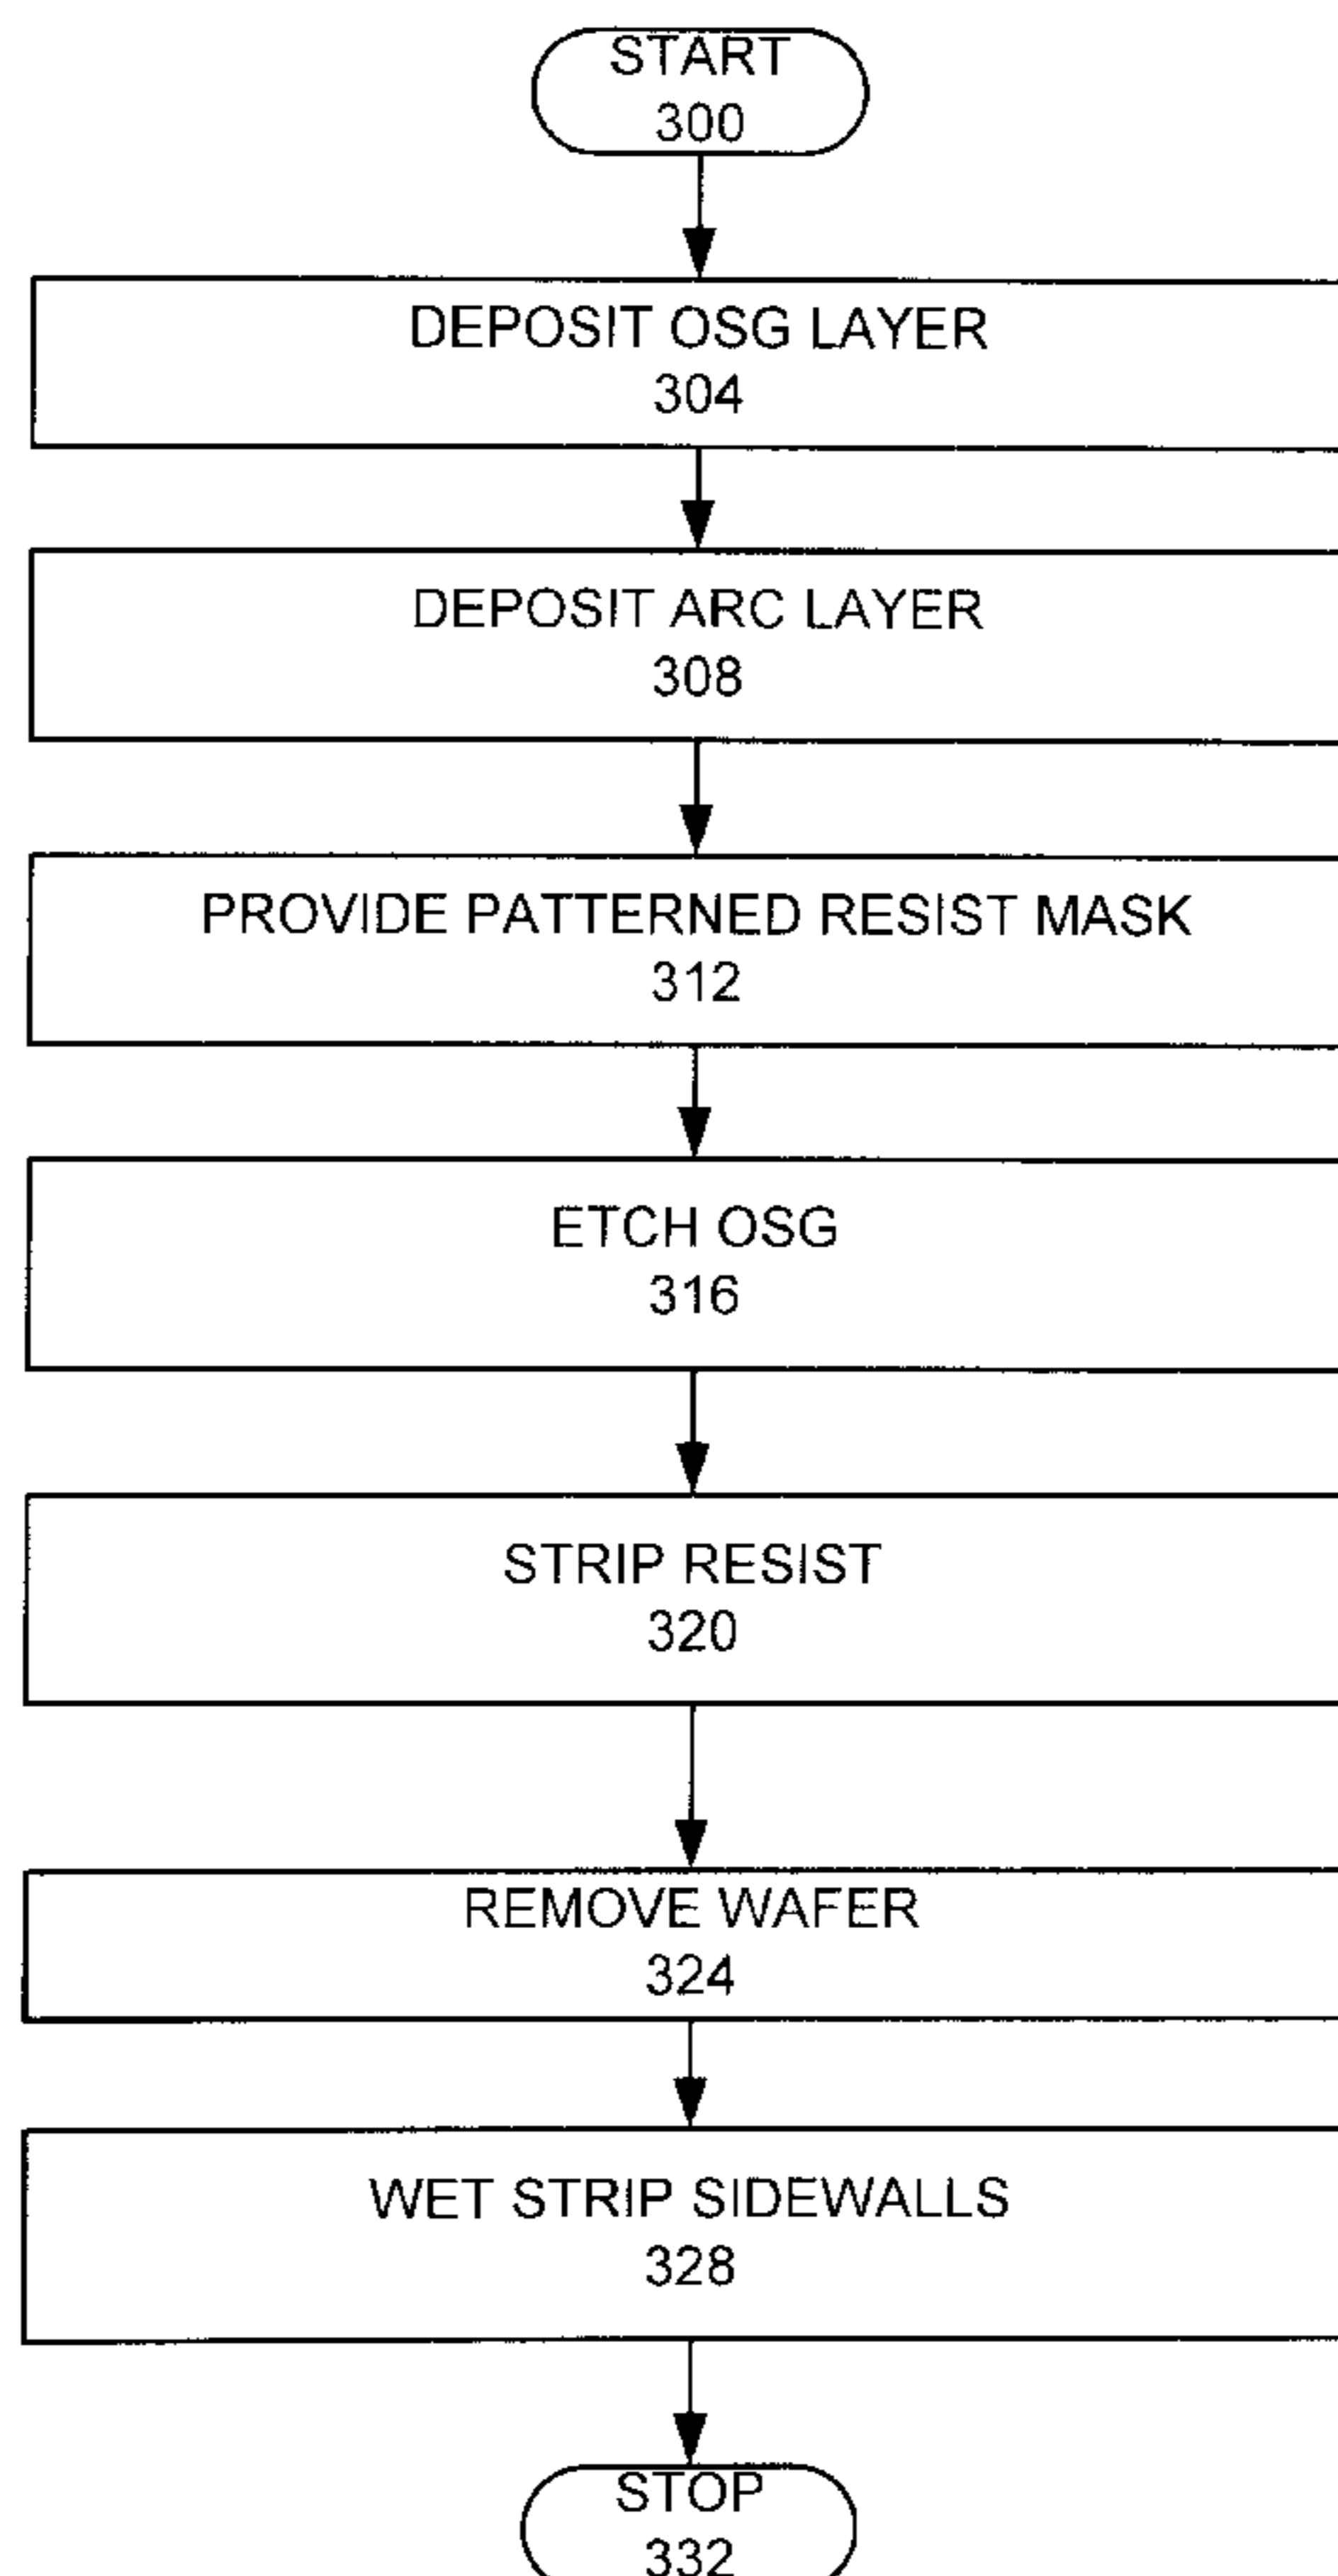 START
300
DEPOSIT OSG LAYER
304
DEPOSIT ARC LAYER
308
PROVIDE PATTERNED RESIST MASK
312
ETCH OSG
316
STRIP RESIST
320
REMOVE WAFER
324
WET STRIP SIDEWALLS
328
STOP
332